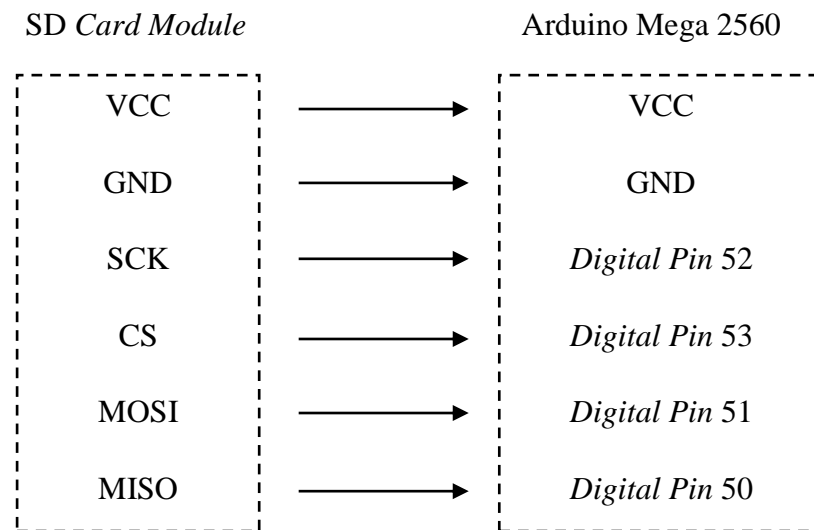 SD Card Module Arduino Mega 2560
VCC VCC
GND GND
SCK Digital Pin 52
CS Digital Pin 53
MOSI Digital Pin 51
MISO Digital Pin 50